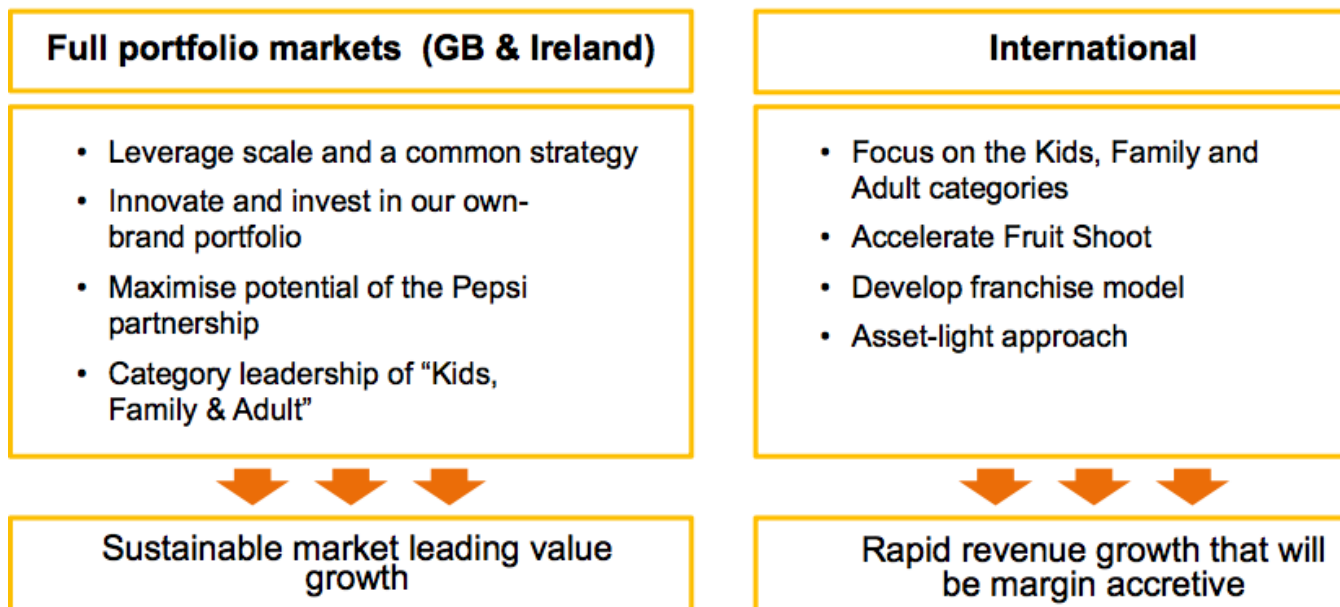 Full portfolio markets (GB & Ireland)
• Leverage scale and a common strategy
• Innovate and invest in our own-
brand portfolio
• Maximise potential of the Pepsi
partnership
• Category leadership of “Kids,
Family & Adult”
Sustainable market leading value
growth
International
• Focus on the Kids, Family and
Adult categories
• Accelerate Fruit Shoot
• Develop franchise model
• Asset-light approach
Rapid revenue growth that will
be margin accretive